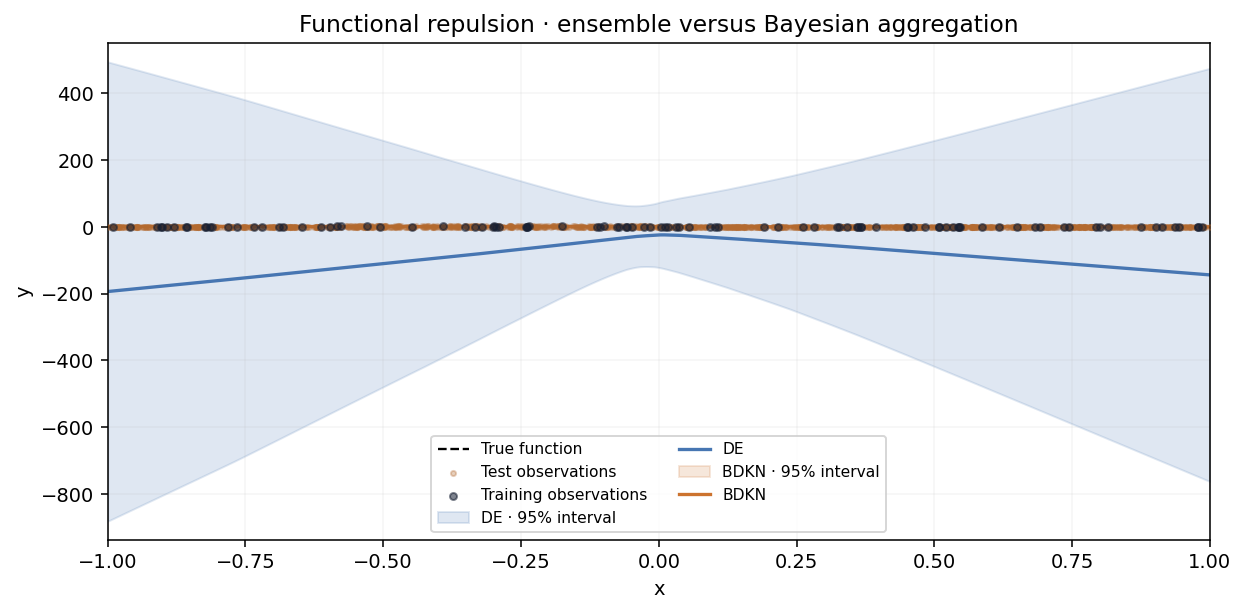 Functional repulsion · ensemble versus Bayesian aggregation
400
200
0
−200
−400
−600
−800
y
True function
Test observations
Training observations
DE · 95% interval
DE
BDKN · 95% interval
BDKN
−1.00 −0.75 −0.50 −0.25 0.00 0.25 0.50 0.75 1.00
x